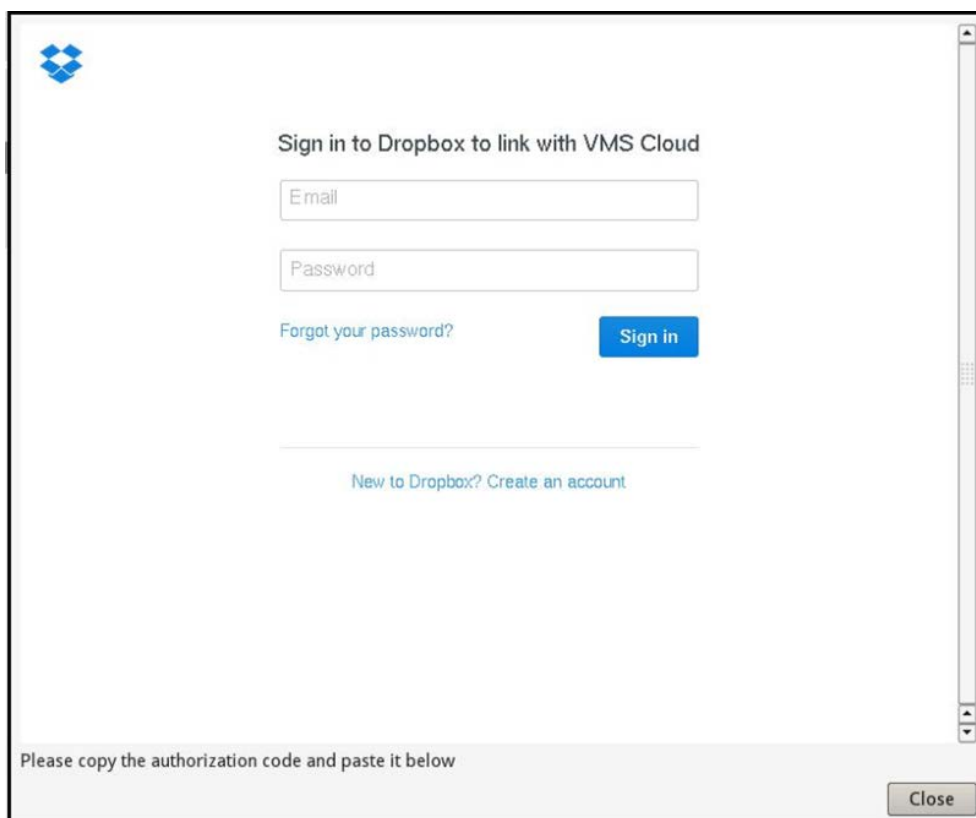 Sign in to Dropbox to link with VMS Cloud
Email
Password
Forgot your password? Sign in
New to Dropbox? Create an account
Please copy the authorization code and paste it below
Close